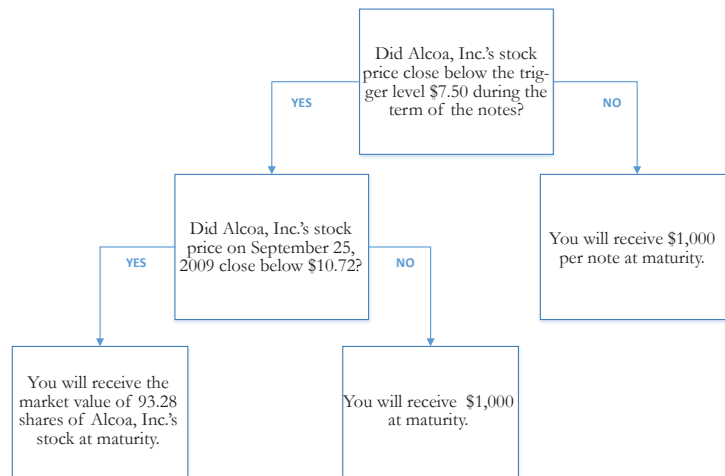 Did Alcoa, Inc.'s stock
price close below the trig-
ger level $7.50 during the
term of the notes?
YES
NO
Did Alcoa, Inc.'s stock
price on September 25,
2009 close below $10.72?
You will receive $1,000
per note at maturity.
YES
NO
You will receive the
market value of 93.28
shares of Alcoa, Inc.'s
stock at maturity.
You will receive $1,000
at maturity.